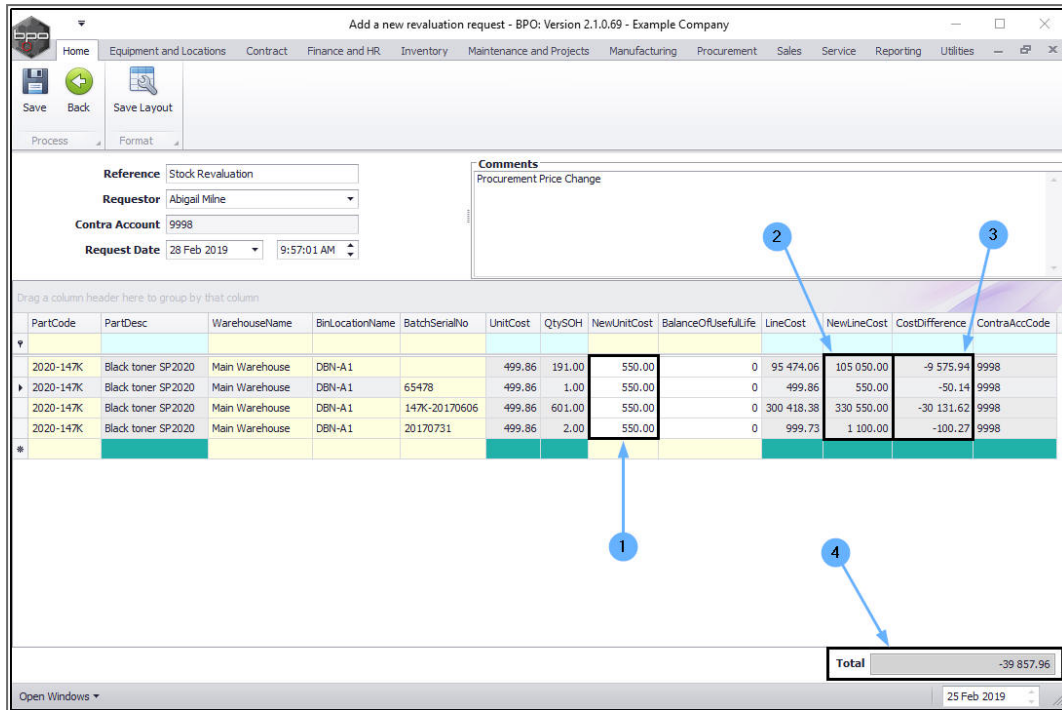 Add a new revaluation request - BPO: Version 2.1.0.69 - Example Company
bpo
Home Equipment and Locations Contract Finance and HR Inventory Maintenance and Projects Manufacturing Procurement Sales Service Reporting Utilities
Save Back Save Layout
Process Format
Reference Stock Revaluation
Requestor Abigail Milne
Contra Account 9998
Request Date 28 Feb 2019 9:57:01 AM
Comments
Procurement Price Change
2 3
Drag a column header here to group by that column
PartCode PartDesc WarehouseName BinLocationName BatchSerialNo UnitCost QtySOH NewUnitCost BalanceOfUsefulLife LineCost NewLineCost CostDifference ContraAccCode
2020-147K Black toner SP2020 Main Warehouse DBN-A1 499.86 191.00 550.00 0 95 474.06 105 050.00 -9 575.94 9998
2020-147K Black toner SP2020 Main Warehouse DBN-A1 65478 499.86 1.00 550.00 0 499.86 550.00 -50.14 9998
2020-147K Black toner SP2020 Main Warehouse DBN-A1 147K-20170606 499.86 601.00 550.00 0 300 418.38 330 550.00 -30 131.62 9998
2020-147K Black toner SP2020 Main Warehouse DBN-A1 20170731 499.86 2.00 550.00 0 999.73 1 100.00 -100.27 9998
1 4
Total -39 857.96
Open Windows 25 Feb 2019